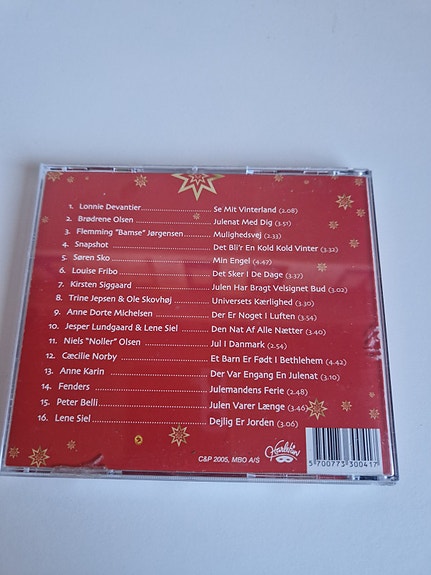 1. Lonnie Devantier.................... Se Mit Vinterland (2.08)
2. Brødrene Olsen.................... Julenat Med Dig (3.51)
3. Flemming "Bamse" Jørgensen.......... Mulighedsvej (2.33)
4. Snapshot.................... Det Bli'r En Kold Kold Vinter (3.32)
5. Søren Sko.................... Min Engel (4.47)
6. Louise Fribo.................... Det Sker I De Dage (3.37)
7. Kirsten Siggaard.................... Julen Har Bragt Velsignet Bud (3.02)
8. Trine Jepsen & Ole Skovhøj.......... Universets Kærlighed (3.30)
9. Anne Dorte Michelsen.................... Der Er Noget I Luften (3.54)
10. Jesper Lundgaard & Lene Siel.......... Den Nat Af Alle Nætter (3.40)
11. Niels "Noller" Olsen.................... Jul I Danmark (2.54)
12. Cæcilie Norby.................... Et Barn Er Født I Bethlehem (4.42)
13. Anne Karin.................... Der Var Engang En Julenat (3.10)
14. Fenders.................... Julemandens Ferie (2.48)
15. Peter Belli.................... Julen Varer Længe (3.46)
16. Lene Siel.................... Dejlig Er Jorden (3.06)
C&P 2005, MBO A/S
Harlekin
5 700773 300417